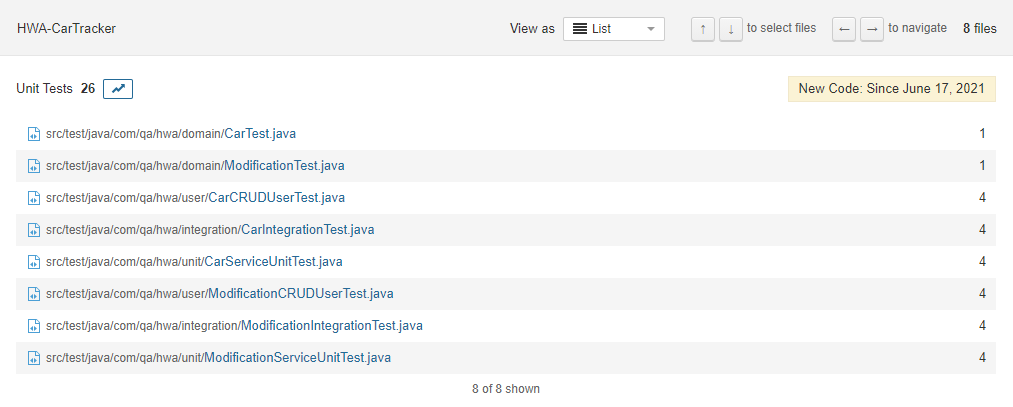 HWA-CarTracker View as List ↑ ↓ to select files ← → to navigate 8 files
Unit Tests 26 New Code: Since June 17, 2021
src/test/java/com/qa/hwa/domain/CarTest.java 1
src/test/java/com/qa/hwa/domain/ModificationTest.java 1
src/test/java/com/qa/hwa/user/CarCRUDUserTest.java 4
src/test/java/com/qa/hwa/integration/CarIntegrationTest.java 4
src/test/java/com/qa/hwa/unit/CarServiceUnitTest.java 4
src/test/java/com/qa/hwa/user/ModificationCRUDUserTest.java 4
src/test/java/com/qa/hwa/integration/ModificationIntegrationTest.java 4
src/test/java/com/qa/hwa/unit/ModificationServiceUnitTest.java 4
8 of 8 shown